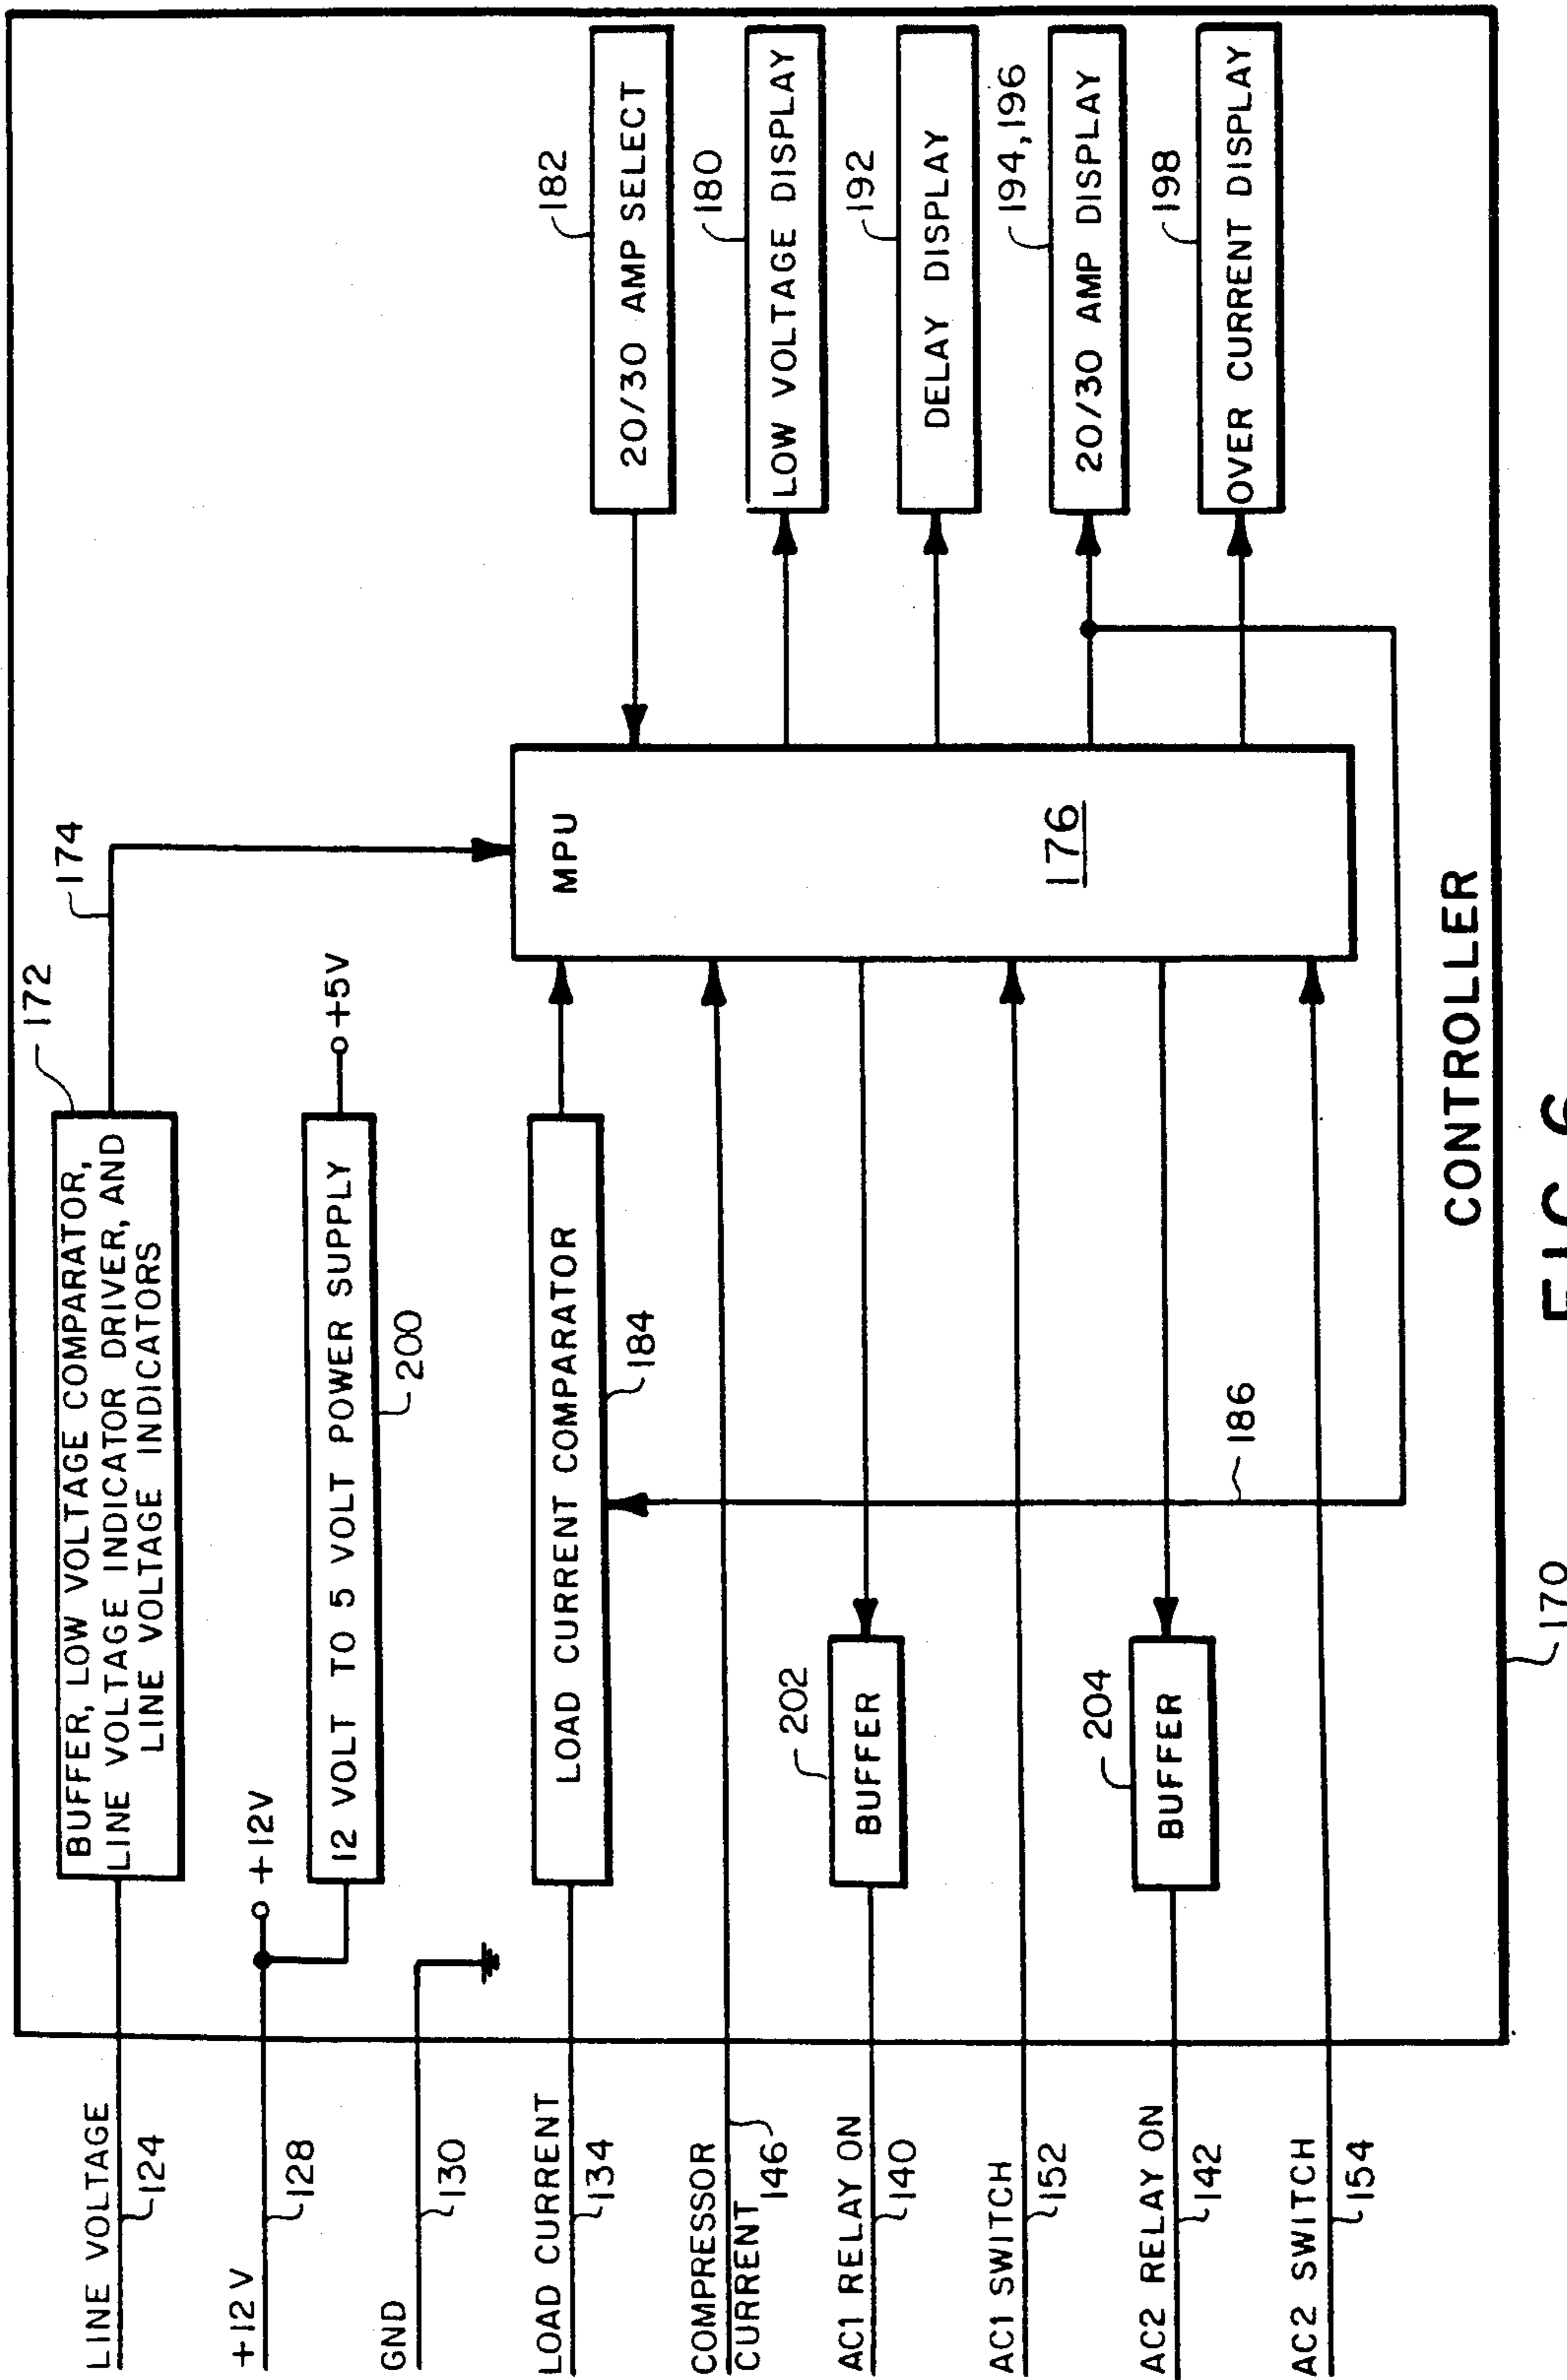 LINE VOLTAGE
124
+12 V
128
GND
130
LOAD CURRENT
134
COMPRESSOR
CURRENT
146
AC1 RELAY ON
140
AC1 SWITCH
152
AC2 RELAY ON
142
AC2 SWITCH
154
BUFFER, LOW VOLTAGE COMPARATOR,
LINE VOLTAGE INDICATOR DRIVER, AND
LINE VOLTAGE INDICATORS
172
174
+12V
12 VOLT TO 5 VOLT POWER SUPPLY
200
+5V
LOAD CURRENT COMPARATOR
184
186
202
BUFFER
204
BUFFER
MPU
176
182
20/30 AMP SELECT
180
LOW VOLTAGE DISPLAY
192
DELAY DISPLAY
194,196
20/30 AMP DISPLAY
198
OVER CURRENT DISPLAY
CONTROLLER
170
FIG 6